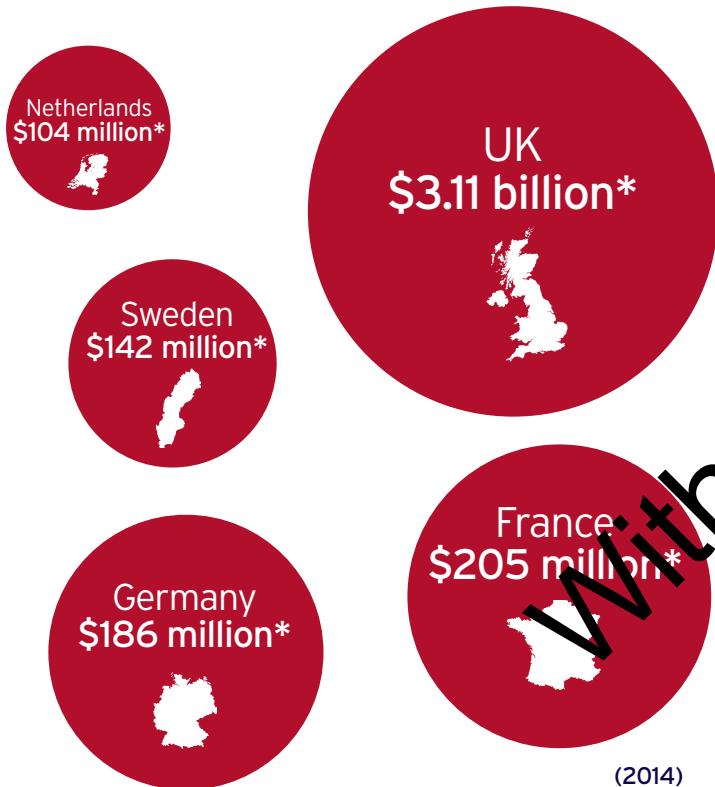 Netherlands
$104 million*
UK
$3.11 billion*
Sweden
$142 million*
France
$205 million*
Germany
$186 million*
(2014)